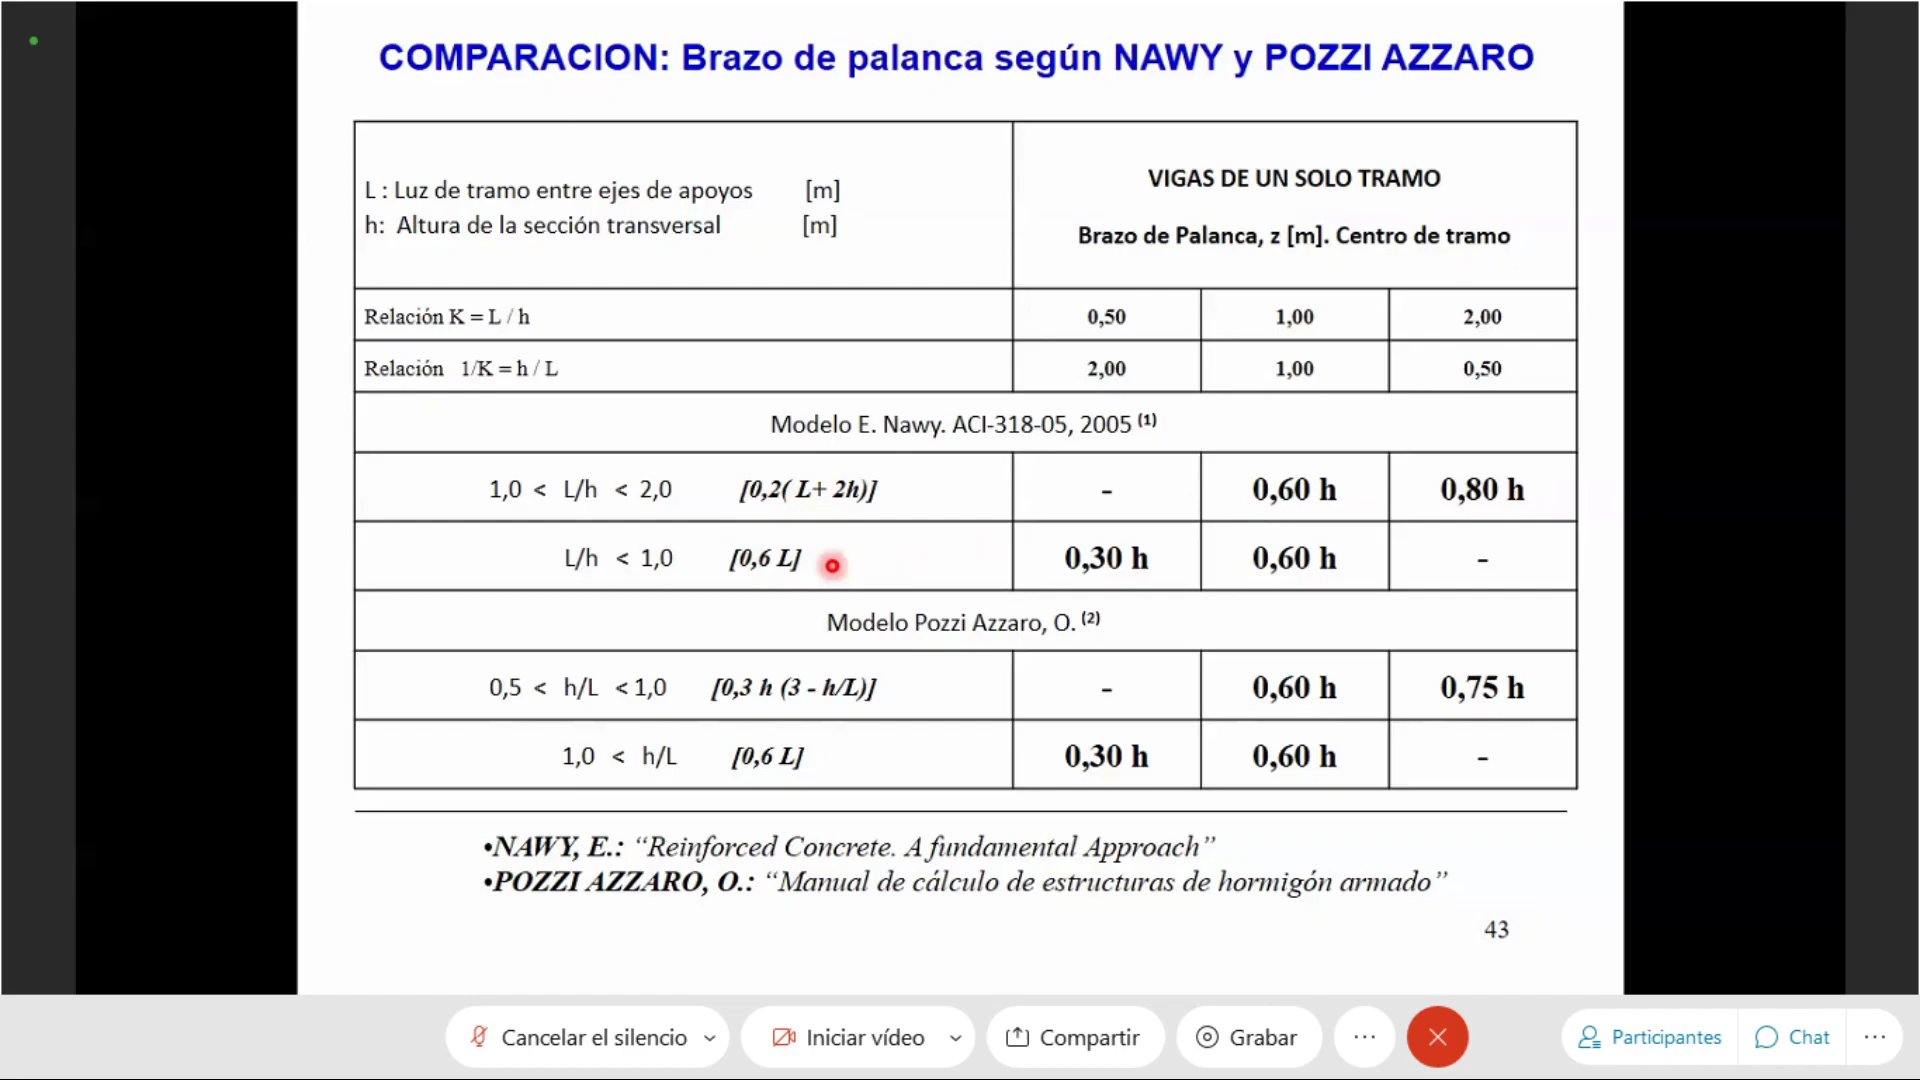 COMPARACION: Brazo de palanca según NAWY y POZZI AZZARO
L : Luz de tramo entre ejes de apoyos [m]
h: Altura de la sección transversal [m]
VIGAS DE UN SOLO TRAMO
Brazo de Palanca, z [m]. Centro de tramo
Relación K = L / h 0,50 1,00 2,00
Relación 1/K = h / L 2,00 1,00 0,50
Modelo E. Nawy. ACI-318-05, 2005 (1)
1,0 < L/h < 2,0 [0,2( L+ 2h)] - 0,60 h 0,80 h
L/h < 1,0 [0,6 L] 0,30 h 0,60 h -
Modelo Pozzi Azzaro, O. (2)
0,5 < h/L < 1,0 [0,3 h (3 - h/L)] - 0,60 h 0,75 h
1,0 < h/L [0,6 L] 0,30 h 0,60 h -
•NAWY, E.: “Reinforced Concrete. A fundamental Approach”
•POZZI AZZARO, O.: “Manual de cálculo de estructuras de hormigón armado”
43
Cancelar el silencio Iniciar vídeo Compartir Grabar Participantes Chat